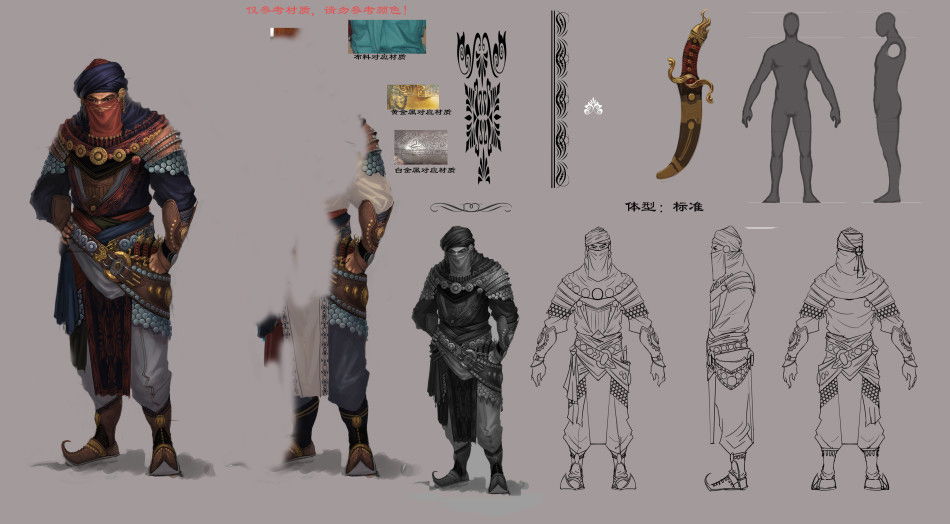 仅参考材质，请勿参考颜色！
布料对应材质
黄金属对应材质
白金属对应材质
体型：标准